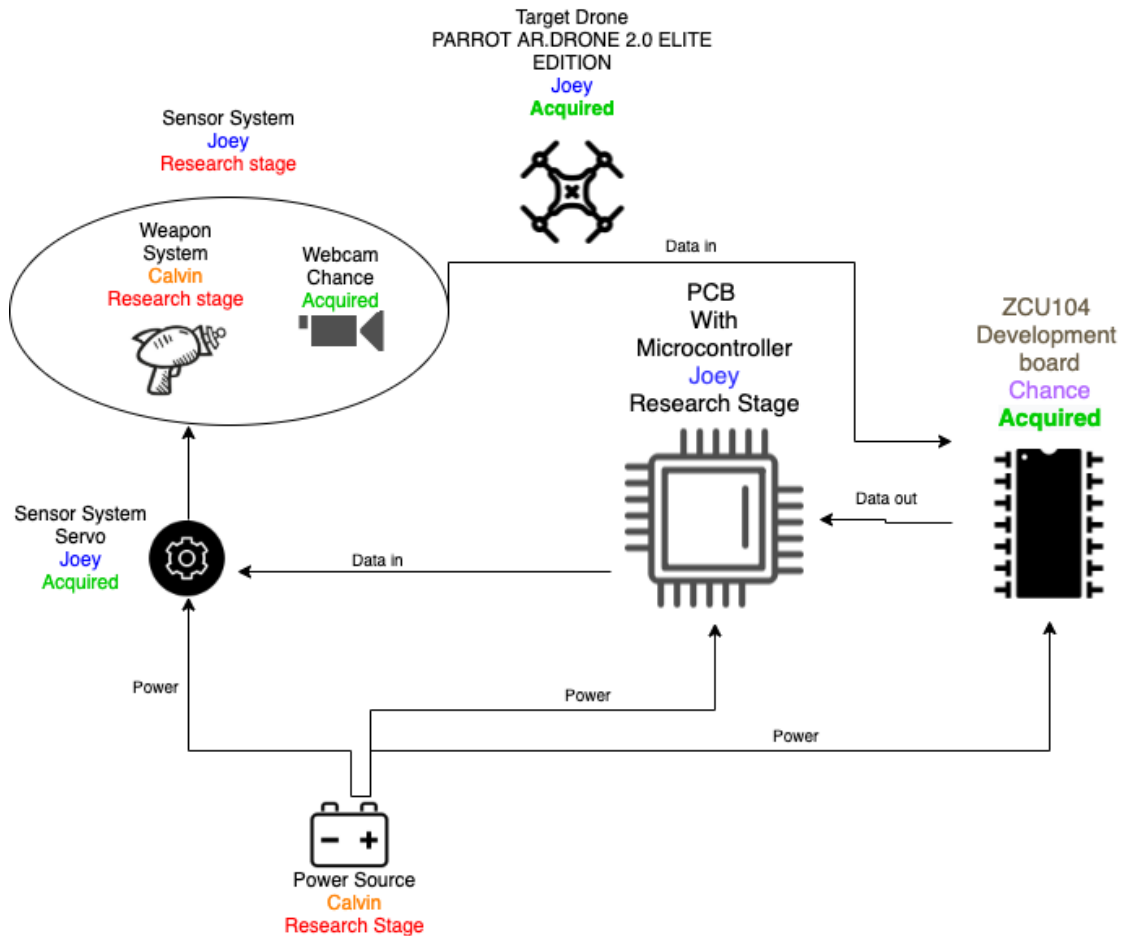 Target Drone
PARROT AR.DRONE 2.0 ELITE
EDITION
Joey
Acquired
Sensor System
Joey
Research stage
Weapon
System
Calvin
Research stage
Webcam
Chance
Acquired
Data in
PCB
With
Microcontroller
Joey
Research Stage
ZCU104
Development
board
Chance
Acquired
Data out
Sensor System
Servo
Joey
Acquired
Data in
Power
Power
Power
Power Source
Calvin
Research Stage